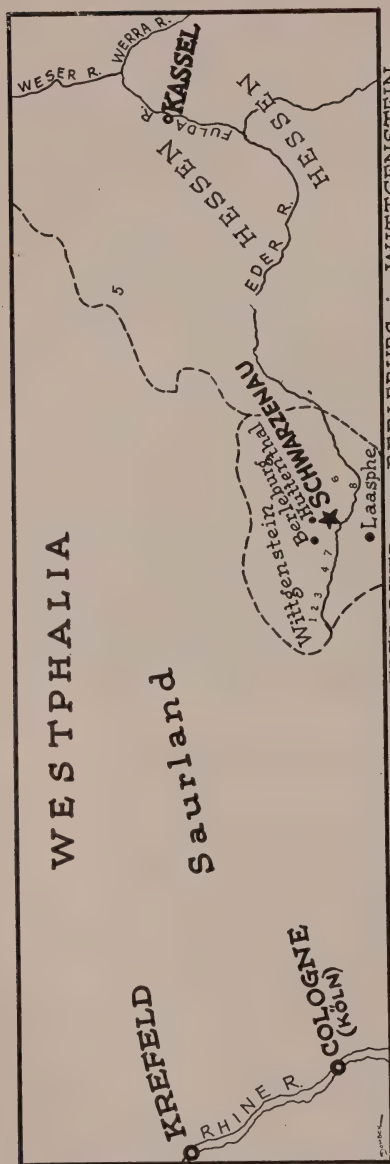 WESER R.
WERRA R.
FULDA R.
KASSEL
HESSEN
HESSEN
EDER R.
5
WESTPHALIA
Saurland
Wittgenstein
Berleburg
Huttenthal
SCHWARZENAU
1 2 3 4 7 6 8
Laasphe
KREFELD
RHINE R.
COLOGNE
(KÖLN)